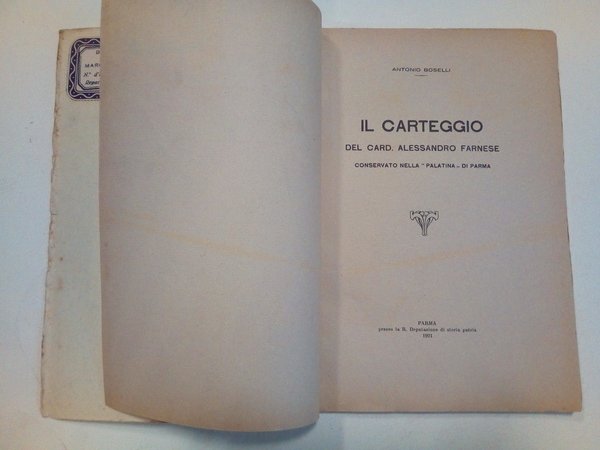 MAR
N.° d'
ANTONIO BOSELLI
IL CARTEGGIO
DEL CARD. ALESSANDRO FARNESE
CONSERVATO NELLA “ PALATINA „ DI PARMA
PARMA
presso la R. Deputazione di storia patria
1921